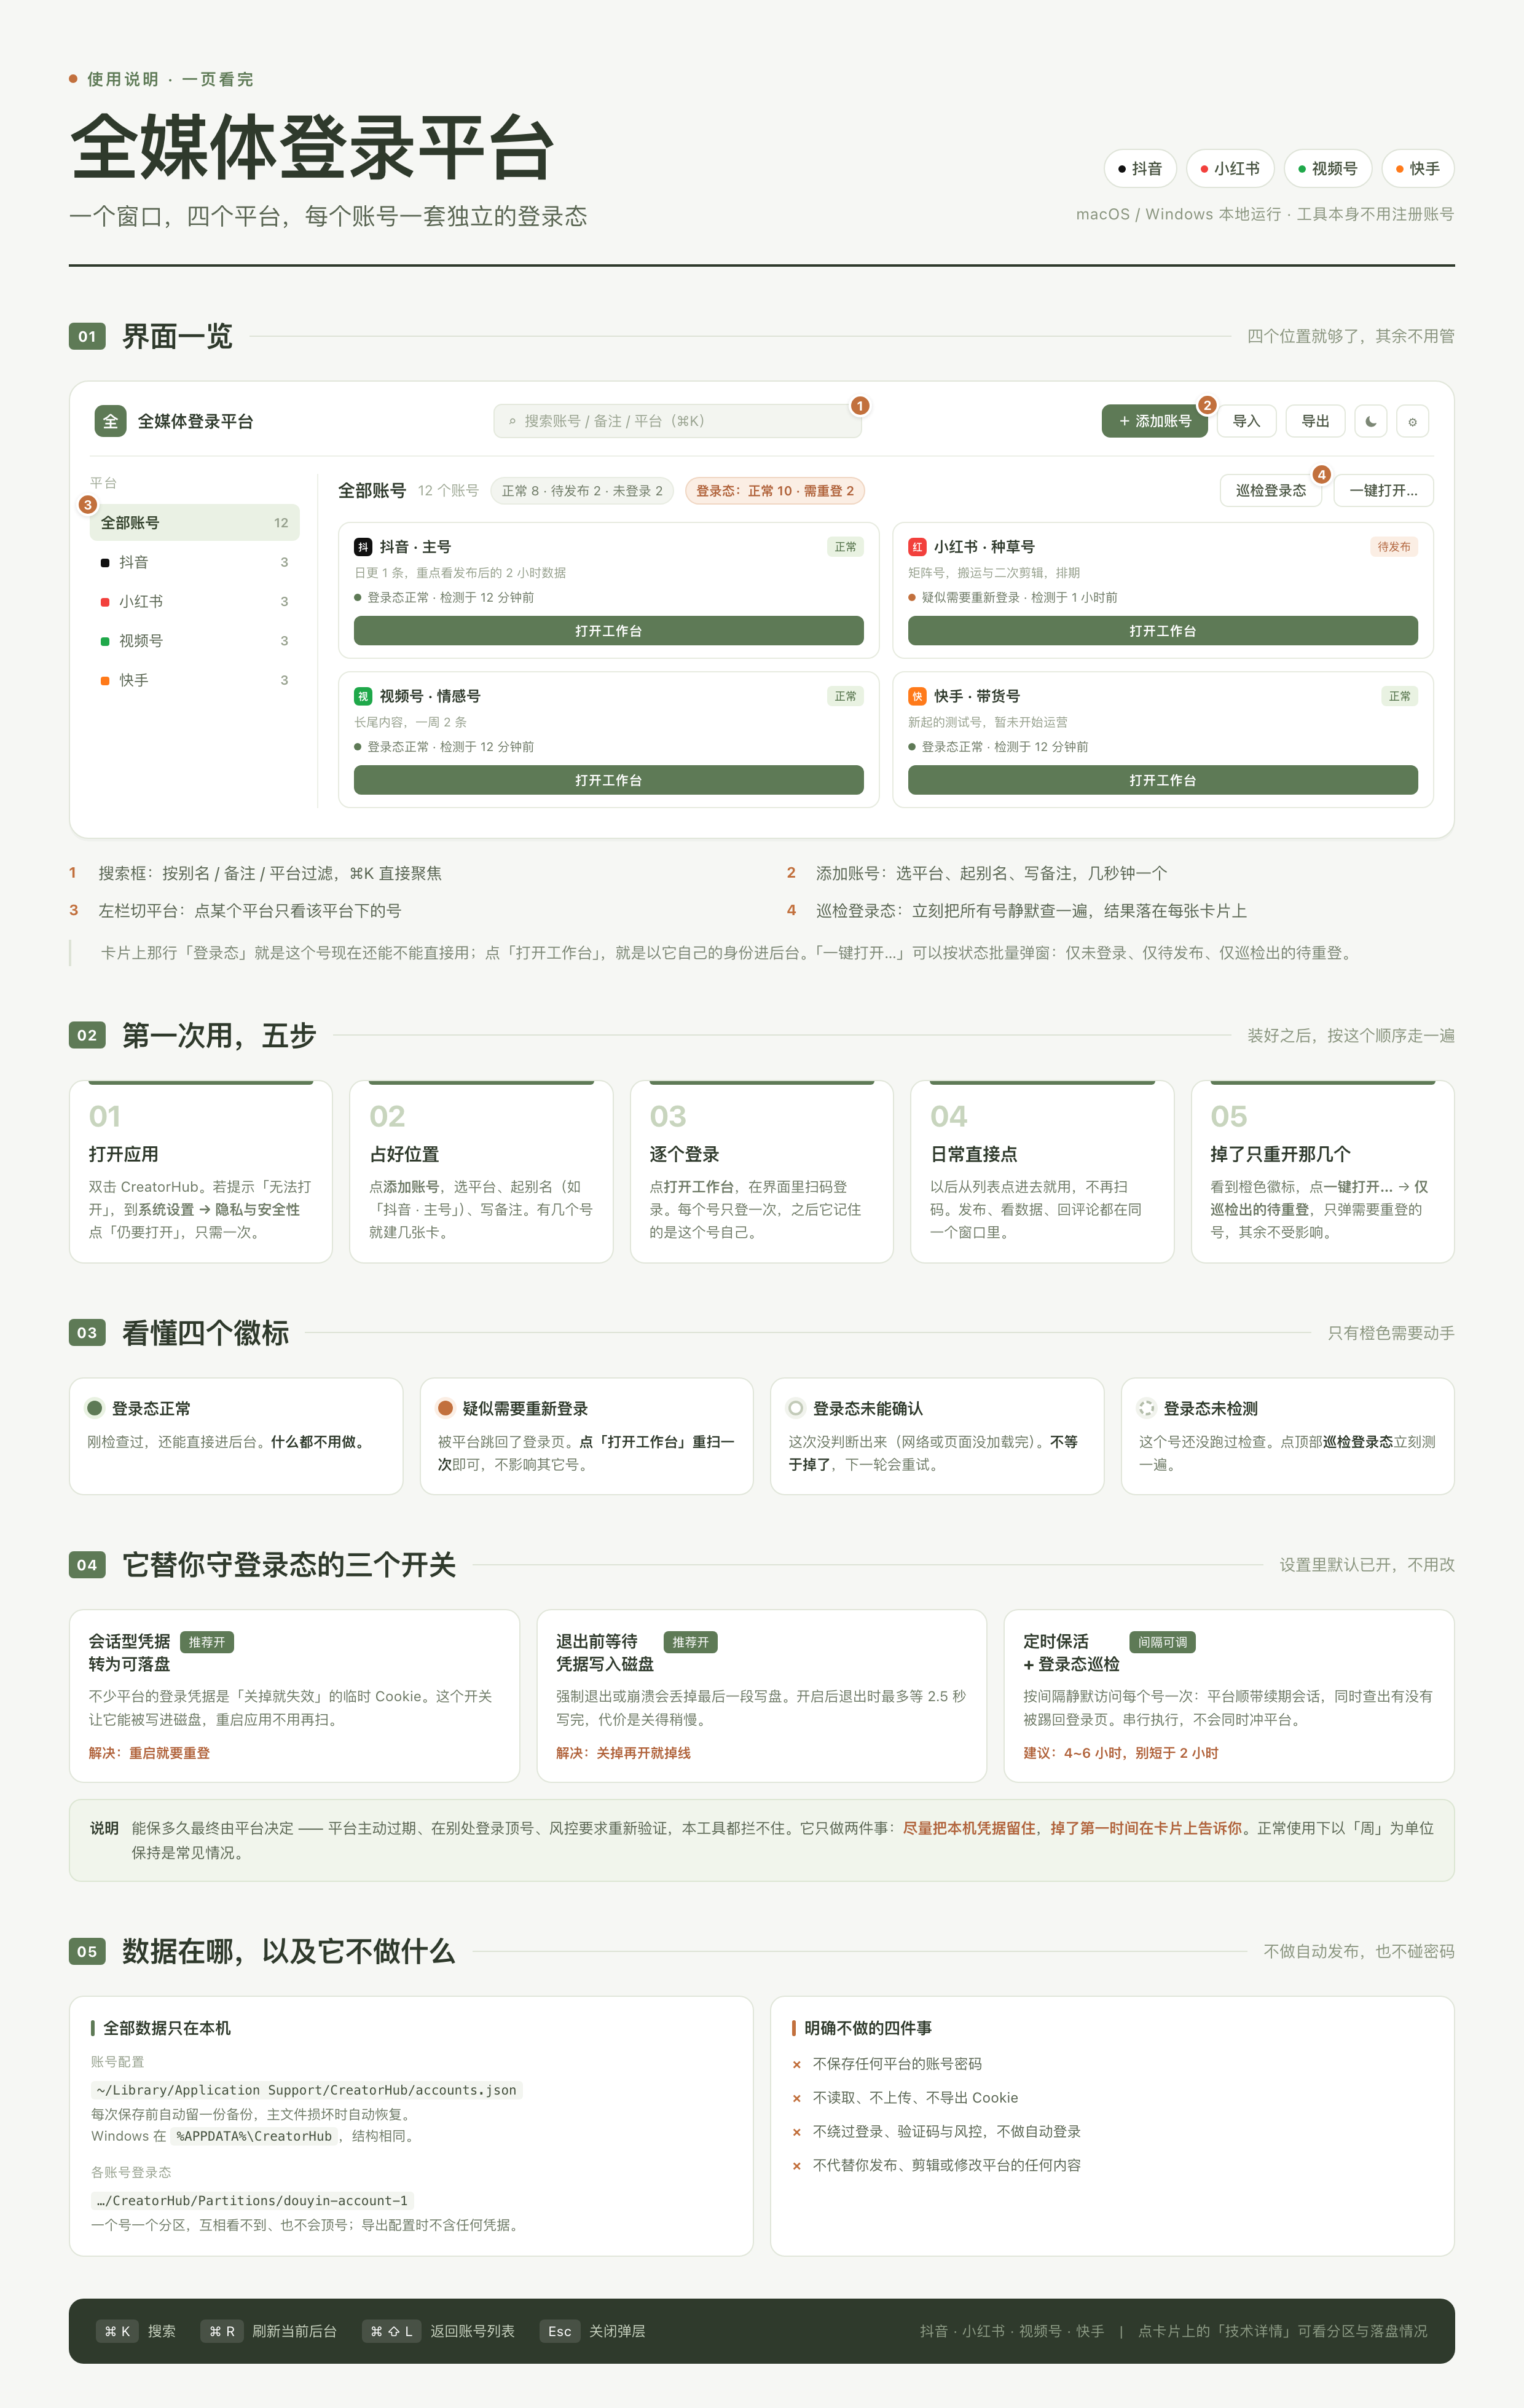 使用说明 · 一页看完
全媒体登录平台
一个窗口，四个平台，每个账号一套独立的登录态
抖音 小红书 视频号 快手
macOS / Windows 本地运行 · 工具本身不用注册账号
01 界面一览 四个位置就够了，其余不用管
全 全媒体登录平台
搜索账号 / 备注 / 平台（⌘K） 1
+ 添加账号 2 导入 导出
平台
3
全部账号 12
抖音 3
小红书 3
视频号 3
快手 3
全部账号 12 个账号 正常 8 · 待发布 2 · 未登录 2 登录态：正常 10 · 需重登 2
巡检登录态 4 一键打开...
抖 抖音 · 主号 正常
日更 1 条，重点看发布后的 2 小时数据
登录态正常 · 检测于 12 分钟前
打开工作台
红 小红书 · 种草号 待发布
矩阵号，搬运与二次剪辑，排期
疑似需要重新登录 · 检测于 1 小时前
打开工作台
视 视频号 · 情感号 正常
长尾内容，一周 2 条
登录态正常 · 检测于 12 分钟前
打开工作台
快 快手 · 带货号 正常
新起的测试号，暂未开始运营
登录态正常 · 检测于 12 分钟前
打开工作台
1 搜索框：按别名 / 备注 / 平台过滤，⌘K 直接聚焦
2 添加账号：选平台、起别名、写备注，几秒钟一个
3 左栏切平台：点某个平台只看该平台下的号
4 巡检登录态：立刻把所有号静默查一遍，结果落在每张卡片上
卡片上那行「登录态」就是这个号现在还能不能直接用；点「打开工作台」，就是以它自己的身份进后台。「一键打开...」可以按状态批量弹窗：仅未登录、仅待发布、仅巡检出的待重登。
02 第一次用，五步 装好之后，按这个顺序走一遍
01
打开应用
双击 CreatorHub。若提示「无法打
开」，到系统设置 → 隐私与安全性
点「仍要打开」，只需一次。
02
占好位置
点添加账号，选平台、起别名（如
「抖音 · 主号」）、写备注。有几个号
就建几张卡。
03
逐个登录
点打开工作台，在界面里扫码登
录。每个号只登一次，之后它记住
的是这个号自己。
04
日常直接点
以后从列表点进去就用，不再扫
码。发布、看数据、回评论都在同
一个窗口里。
05
掉了只重开那几个
看到橙色徽标，点一键打开... → 仅
巡检出的待重登，只弹需要重登的
号，其余不受影响。
03 看懂四个徽标 只有橙色需要动手
登录态正常
刚检查过，还能直接进后台。什么都不用做。
疑似需要重新登录
被平台跳回了登录页。点「打开工作台」重扫一
次即可，不影响其它号。
登录态未能确认
这次没判断出来（网络或页面没加载完）。不等
于掉了，下一轮会重试。
登录态未检测
这个号还没跑过检查。点顶部巡检登录态立刻测
一遍。
04 它替你守登录态的三个开关 设置里默认已开，不用改
会话型凭据 推荐开
转为可落盘
不少平台的登录凭据是「关掉就失效」的临时 Cookie。这个开关
让它能被写进磁盘，重启应用不用再扫。
解决：重启就要重登
退出前等待 推荐开
凭据写入磁盘
强制退出或崩溃会丢掉最后一段写盘。开启后退出时最多等 2.5 秒
写完，代价是关得稍慢。
解决：关掉再开就掉线
定时保活 间隔可调
+ 登录态巡检
按间隔静默访问每个号一次：平台顺带续期会话，同时查出有没有
被踢回登录页。串行执行，不会同时冲平台。
建议：4~6 小时，别短于 2 小时
说明 能保多久最终由平台决定 —— 平台主动过期、在别处登录顶号、风控要求重新验证，本工具都拦不住。它只做两件事：尽量把本机凭据留住，掉了第一时间在卡片上告诉你。正常使用下以「周」为单位
保持是常见情况。
05 数据在哪，以及它不做什么 不做自动发布，也不碰密码
全部数据只在本机
账号配置
~/Library/Application Support/CreatorHub/accounts.json
每次保存前自动留一份备份，主文件损坏时自动恢复。
Windows 在 %APPDATA%\CreatorHub，结构相同。
各账号登录态
…/CreatorHub/Partitions/douyin-account-1
一个号一个分区，互相看不到、也不会顶号；导出配置时不含任何凭据。
明确不做的四件事
× 不保存任何平台的账号密码
× 不读取、不上传、不导出 Cookie
× 不绕过登录、验证码与风控，不做自动登录
× 不代替你发布、剪辑或修改平台的任何内容
⌘ K 搜索 ⌘ R 刷新当前后台 ⌘ ⇧ L 返回账号列表 Esc 关闭弹层
抖音 · 小红书 · 视频号 · 快手 | 点卡片上的「技术详情」可看分区与落盘情况